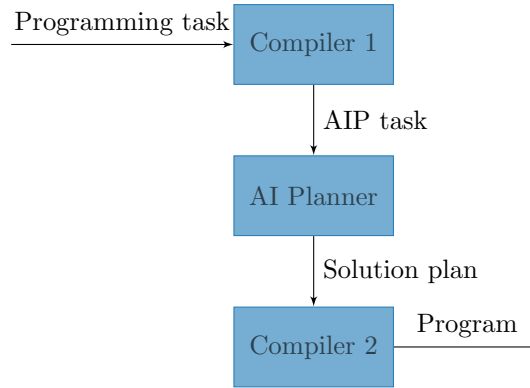 Programming task
Compiler 1
AIP task
AI Planner
Solution plan
Compiler 2
Program